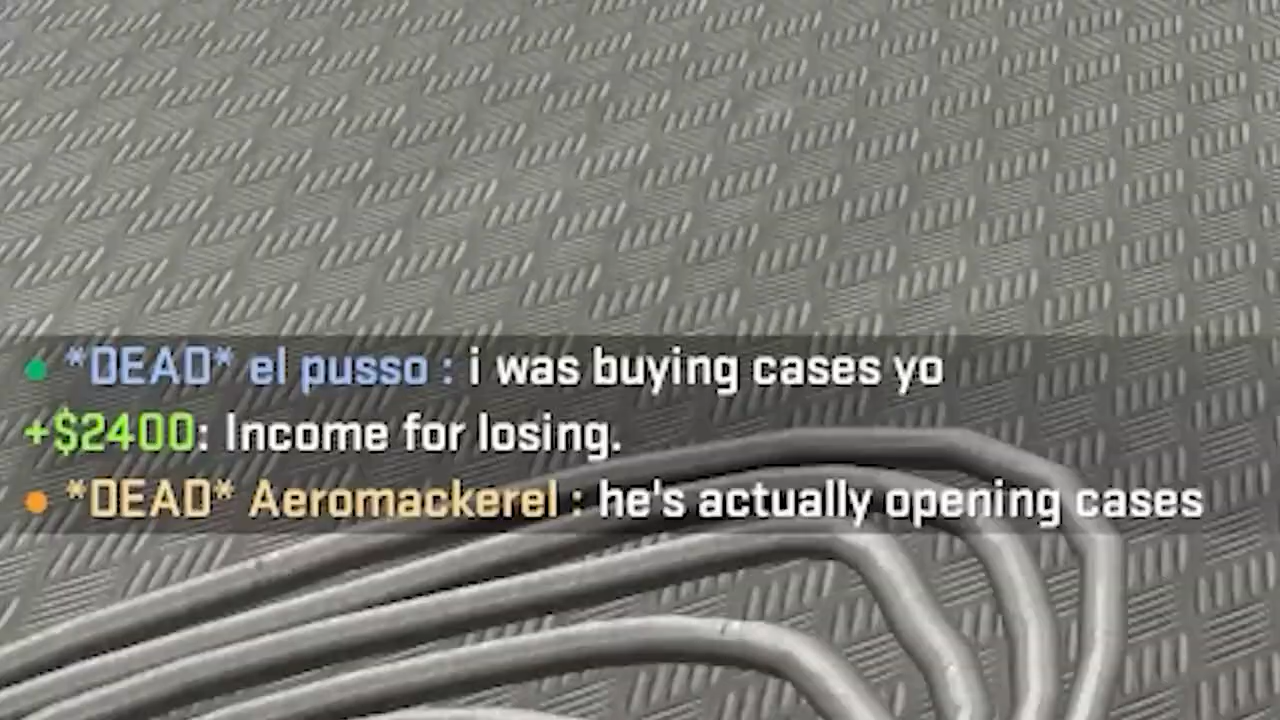 *DEAD* el pusso : i was buying cases yo
+$2400: Income for losing.
*DEAD* Aeromackerel : he's actually opening cases